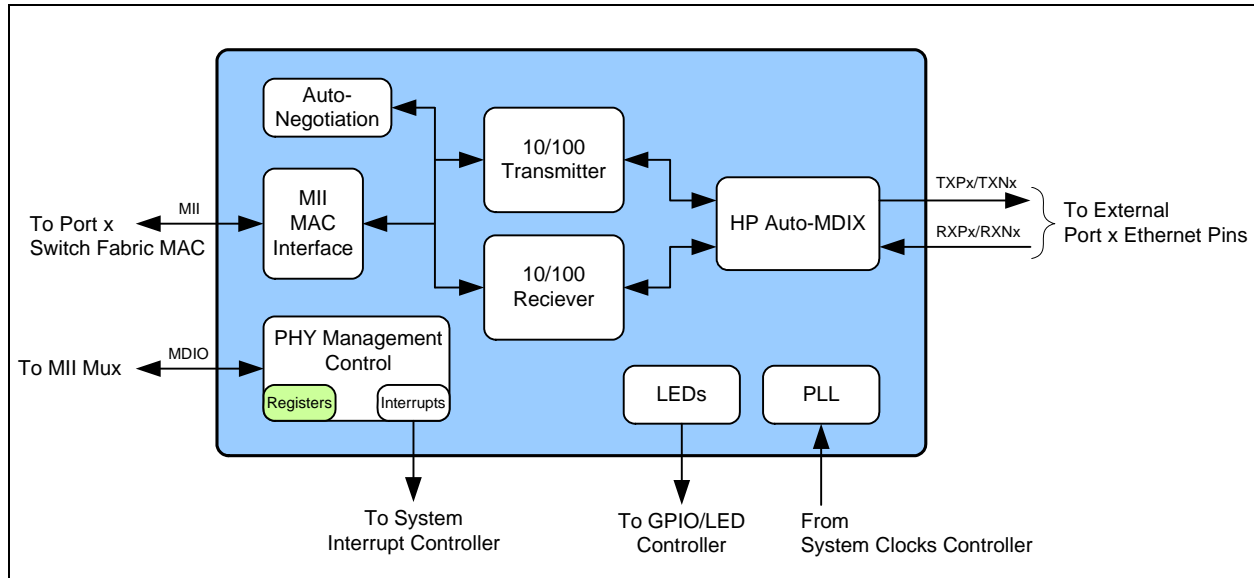 Auto-
Negotiation
10/100
Transmitter
MII
MAC
Interface
HP Auto-MDIX
10/100
Reciever
MII
To Port x
Switch Fabric MAC
TXPx/TXNx
RXPx/RXNx
To External
Port x Ethernet Pins
PHY Management
Control
Registers
Interrupts
MDIO
To MII Mux
LEDs
PLL
To System
Interrupt Controller
To GPIO/LED
Controller
From
System Clocks Controller